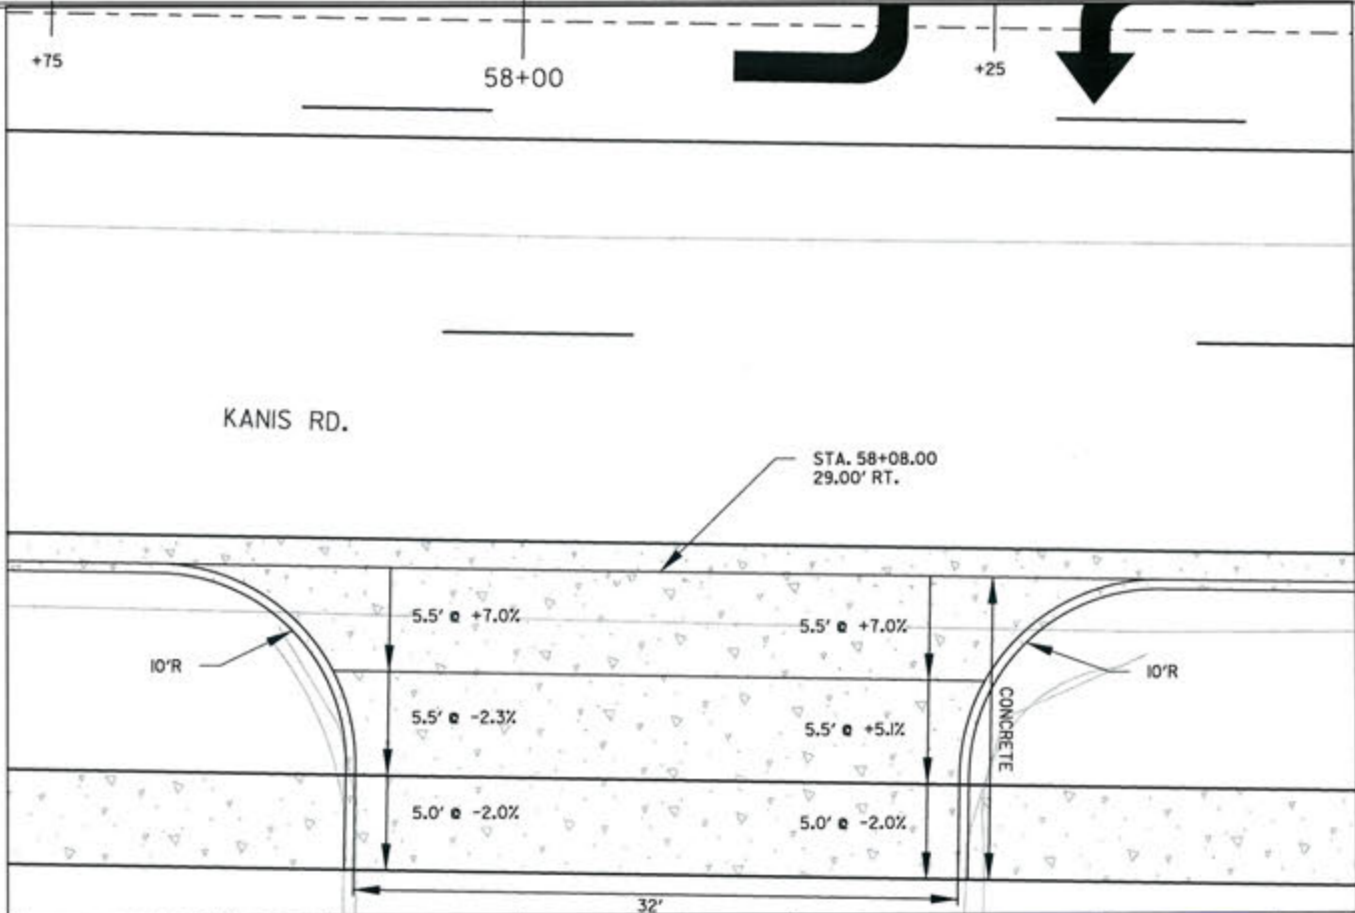 +75
58+00
+25
KANIS RD.
STA. 58+08.00
29.00' RT.
5.5' @ +7.0%
5.5' @ +7.0%
10'R
10'R
5.5' @ -2.3%
5.5' @ +5.1%
CONCRETE
5.0' @ -2.0%
5.0' @ -2.0%
32'